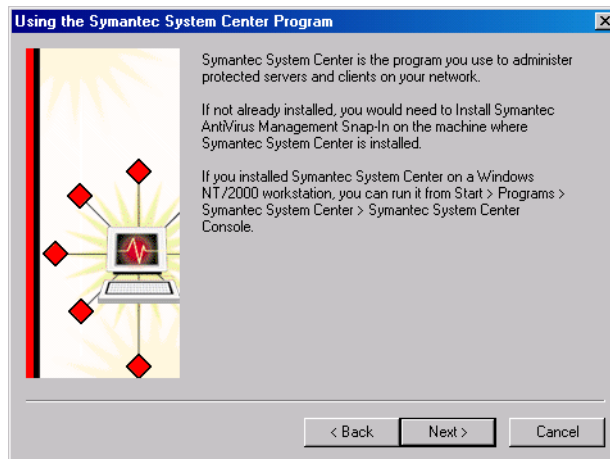 Using the Symantec System Center Program
Symantec System Center is the program you use to administer
protected servers and clients on your network.
If not already installed, you would need to Install Symantec
AntiVirus Management Snap-In on the machine where
Symantec System Center is installed.
If you installed Symantec System Center on a Windows
NT/2000 workstation, you can run it from Start > Programs >
Symantec System Center > Symantec System Center
Console.
< Back
Next >
Cancel